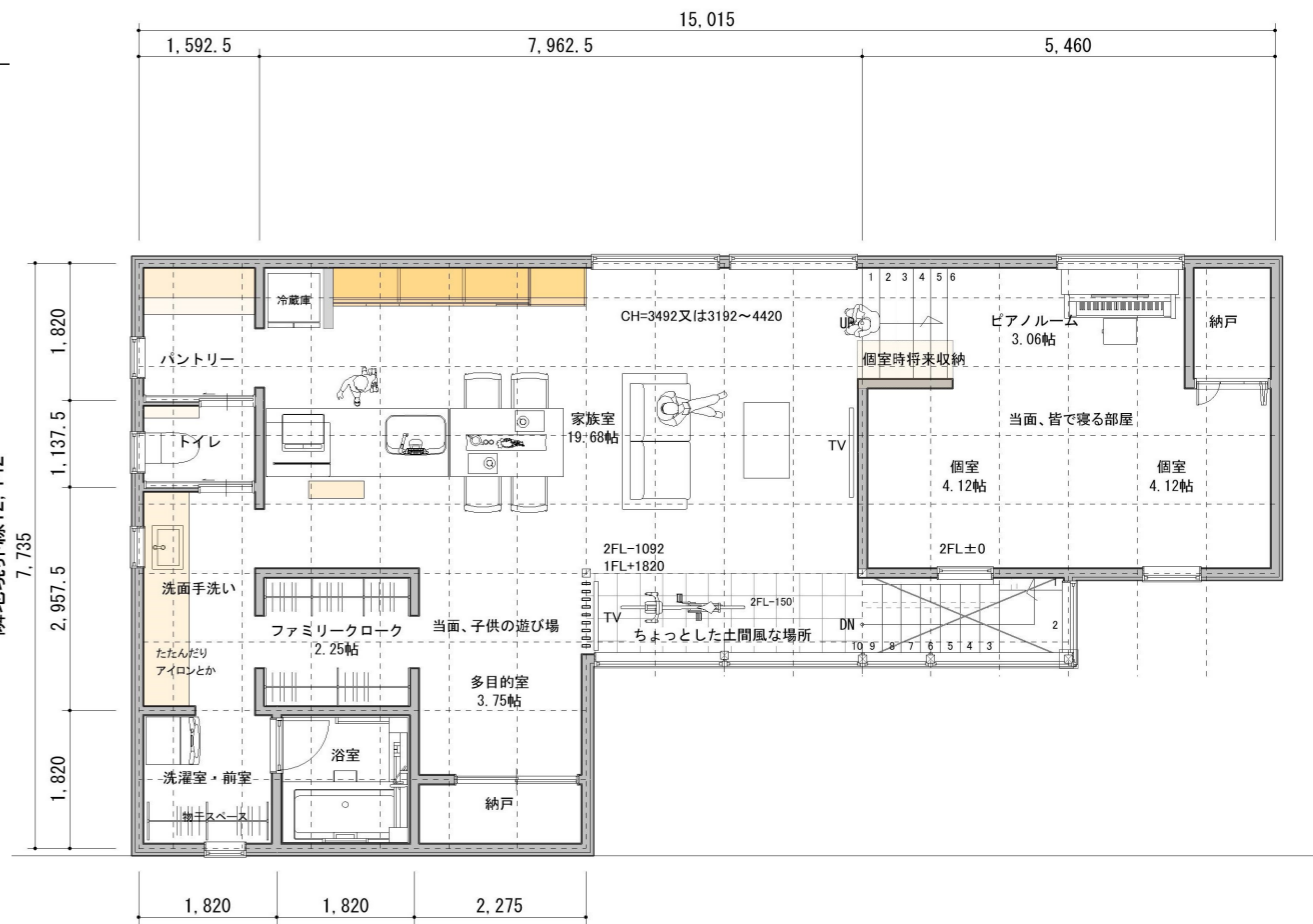 15,015
1,592.5
7,962.5
5,460
1,820
1,137.5
2,957.5
1,820
7,735
冷蔵庫
CH=3492又は3192～4420
1 2 3 4 5 6
UP
ピアノルーム
3.06帖
納戸
パントリー
個室時将来収納
トイレ
家族室
19.68帖
TV
当面、皆で寝る部屋
個室
4.12帖
個室
4.12帖
2FL-1092
1FL+1820
2FL±0
洗面手洗い
ファミリークローク
2.25帖
当面、子供の遊び場
TV
2FL-150
ちょっとした土間風な場所
DN
1
2
10 9 8 7 6 5 4 3
たたんだり
アイロンとか
多目的室
3.75帖
洗濯室・前室
浴室
物干スペース
納戸
1,820
1,820
2,275